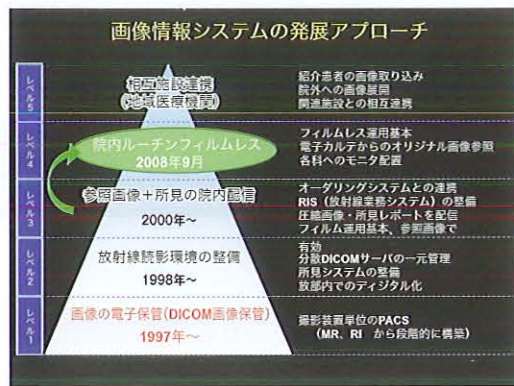 画像情報システムの発展アプローチ
レベル5
相互施設連携
(地域医療機関)
紹介患者の画像取り込み
院外への画像展開
関連施設との相互連携
レベル4
院内ルーチンフィルムレス
2008年9月
フィルムレス運用基本
電子カルテからのオリジナル画像参照
各科へのモニタ配置
レベル3
参照画像+所見の院内配信
2000年～
オーダリングシステムとの連携
RIS（放射線業務システム）の整備
圧縮画像・所見レポートを配信
フィルム運用基本、参照画像で
レベル2
放射線読影環境の整備
1998年～
有効
分散DICOMサーバの一元管理
所見システムの整備
放部内でのディジタル化
レベル1
画像の電子保管(DICOM画像保管)
1997年～
撮影装置単位のPACS
（MR、RI から段階的に構築）